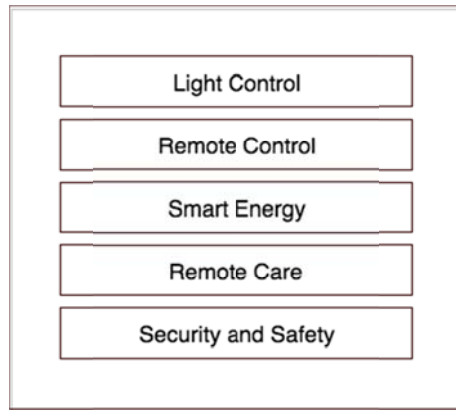 Light Control
Remote Control
Smart Energy
Remote Care
Security and Safety